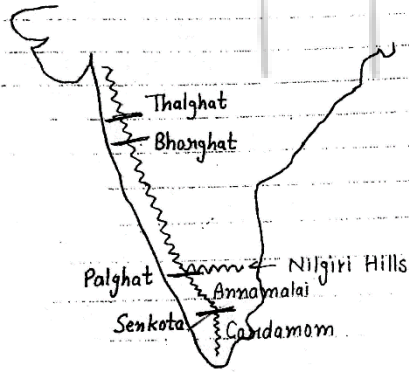 Thalghat
Bhorghat
Palghat
Nilgiri Hills
Annamalai
Senkota
Cardamom